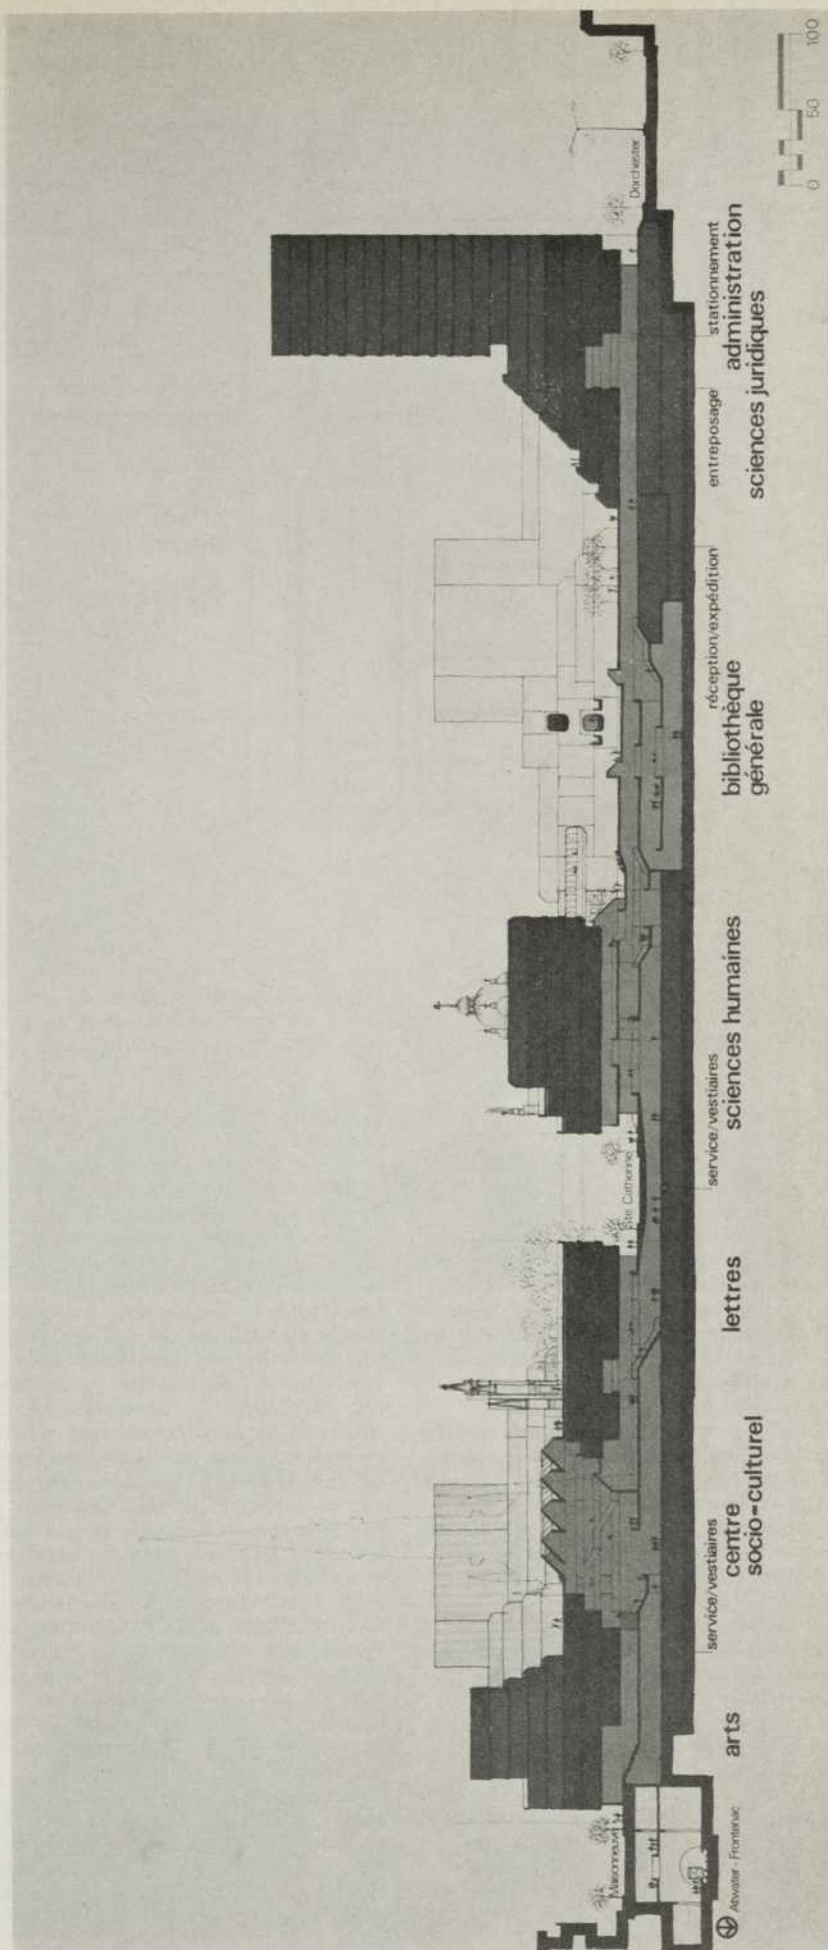 Maisonneuve
Ste Catherine
Dorchester
Atwater - Frontenac
service/vestiaires
service/vestiaires
réception/expédition
entreposage
stationnement
arts
centre
socio-culturel
lettres
sciences humaines
bibliothèque
générale
administration
sciences juridiques
0 50 100